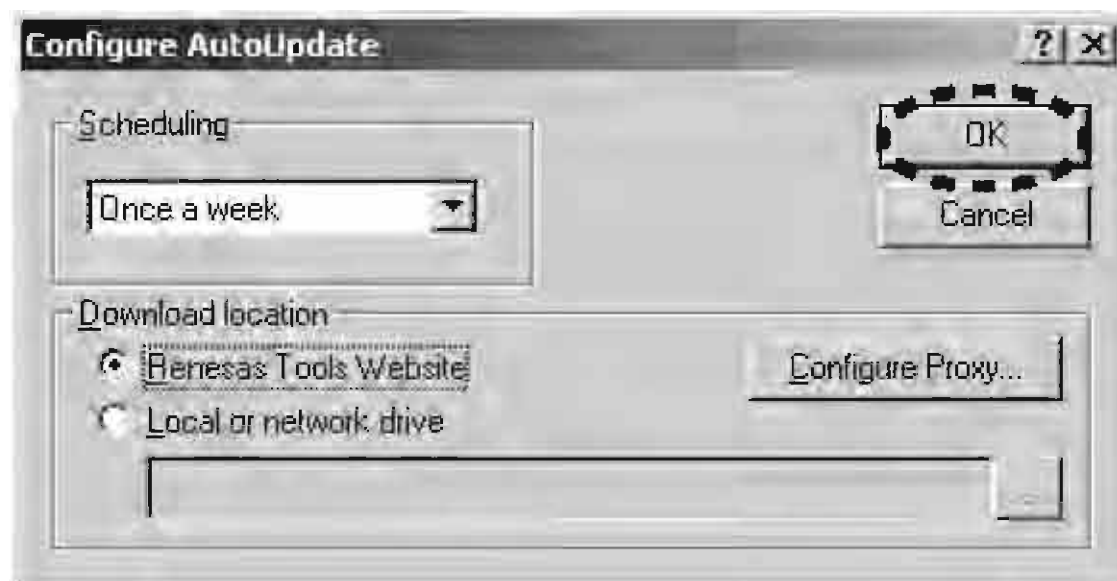 Configure AutoUpdate
Scheduling
OK
Once a week
Cancel
Download location
Renesas Tools Website
Configure Proxy...
Local or network drive
...